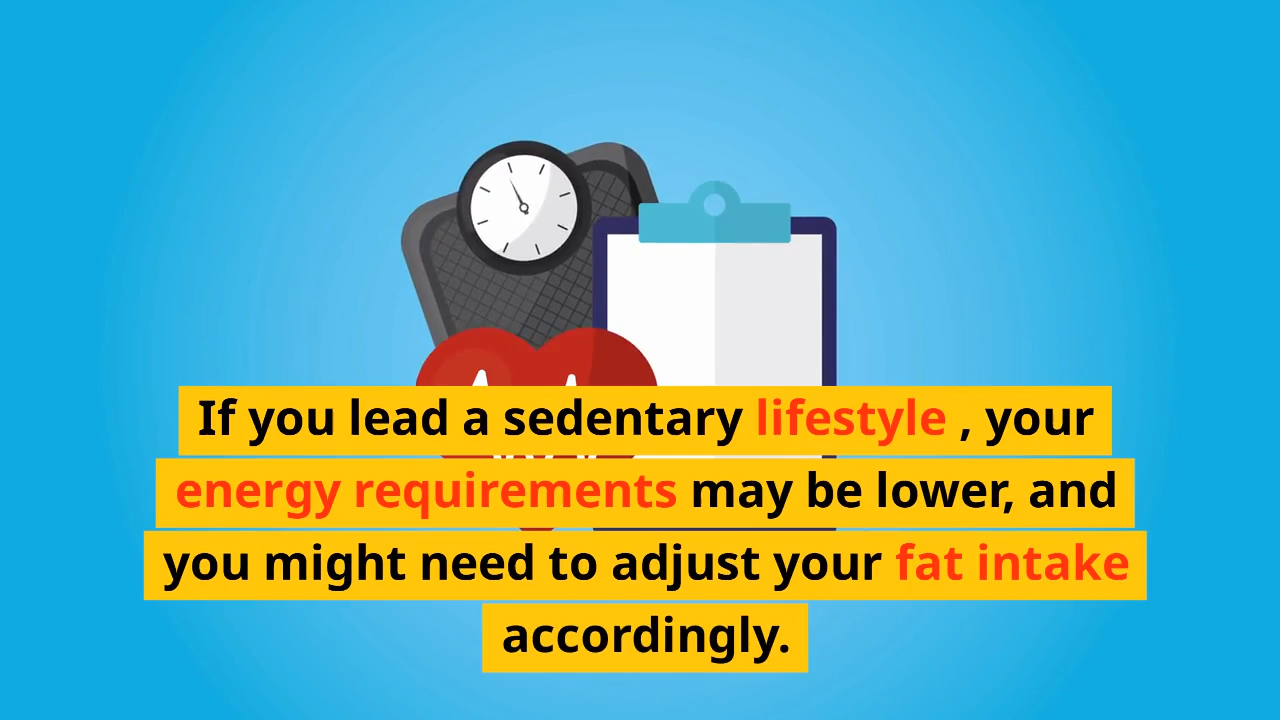 If you lead a sedentary lifestyle , your
energy requirements may be lower, and
you might need to adjust your fat intake
accordingly.